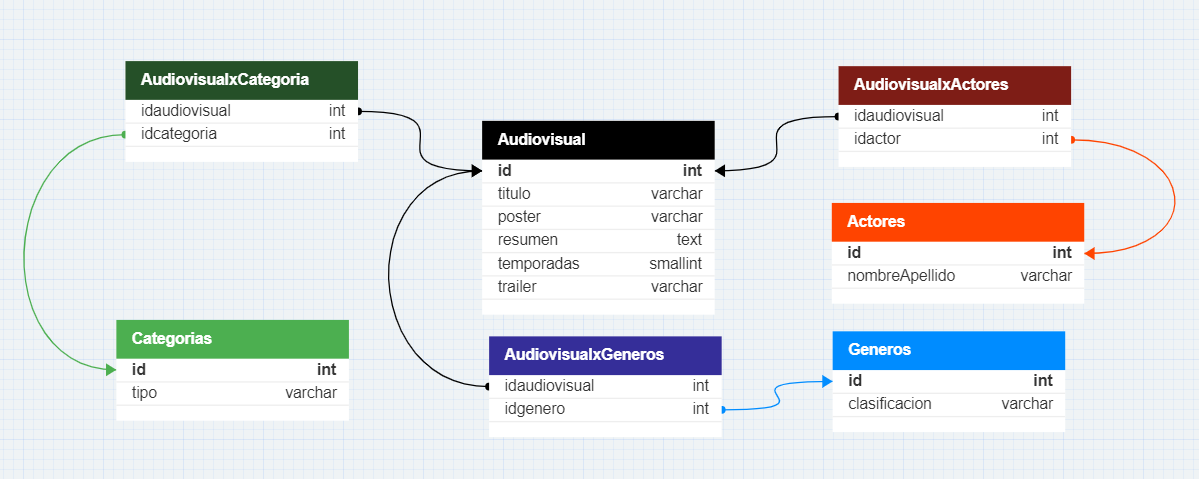 AudiovisualxCategoria
idaudiovisual int
idcategoria int
Audiovisual
id int
titulo varchar
poster varchar
resumen text
temporadas smallint
trailer varchar
AudiovisualxActores
idaudiovisual int
idactor int
Actores
id int
nombreApellido varchar
Categorias
id int
tipo varchar
AudiovisualxGeneros
idaudiovisual int
idgenero int
Generos
id int
clasificacion varchar